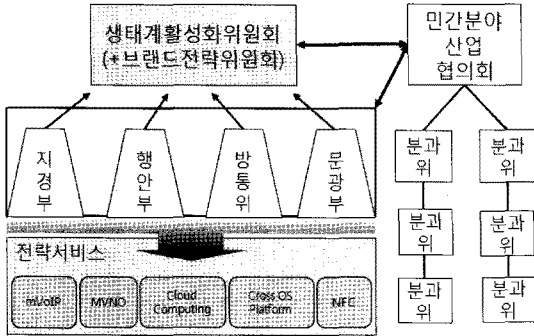 생태계활성화위원회
(+브랜드전략위원회)
민간분야
산업
협의회
지경부
행안부
방통위
문광부
분과위
분과위
분과위
분과위
분과위
분과위
전략서비스
mVoIP
MVNO
Cloud
Computing
Cross OS
Platform
NFC